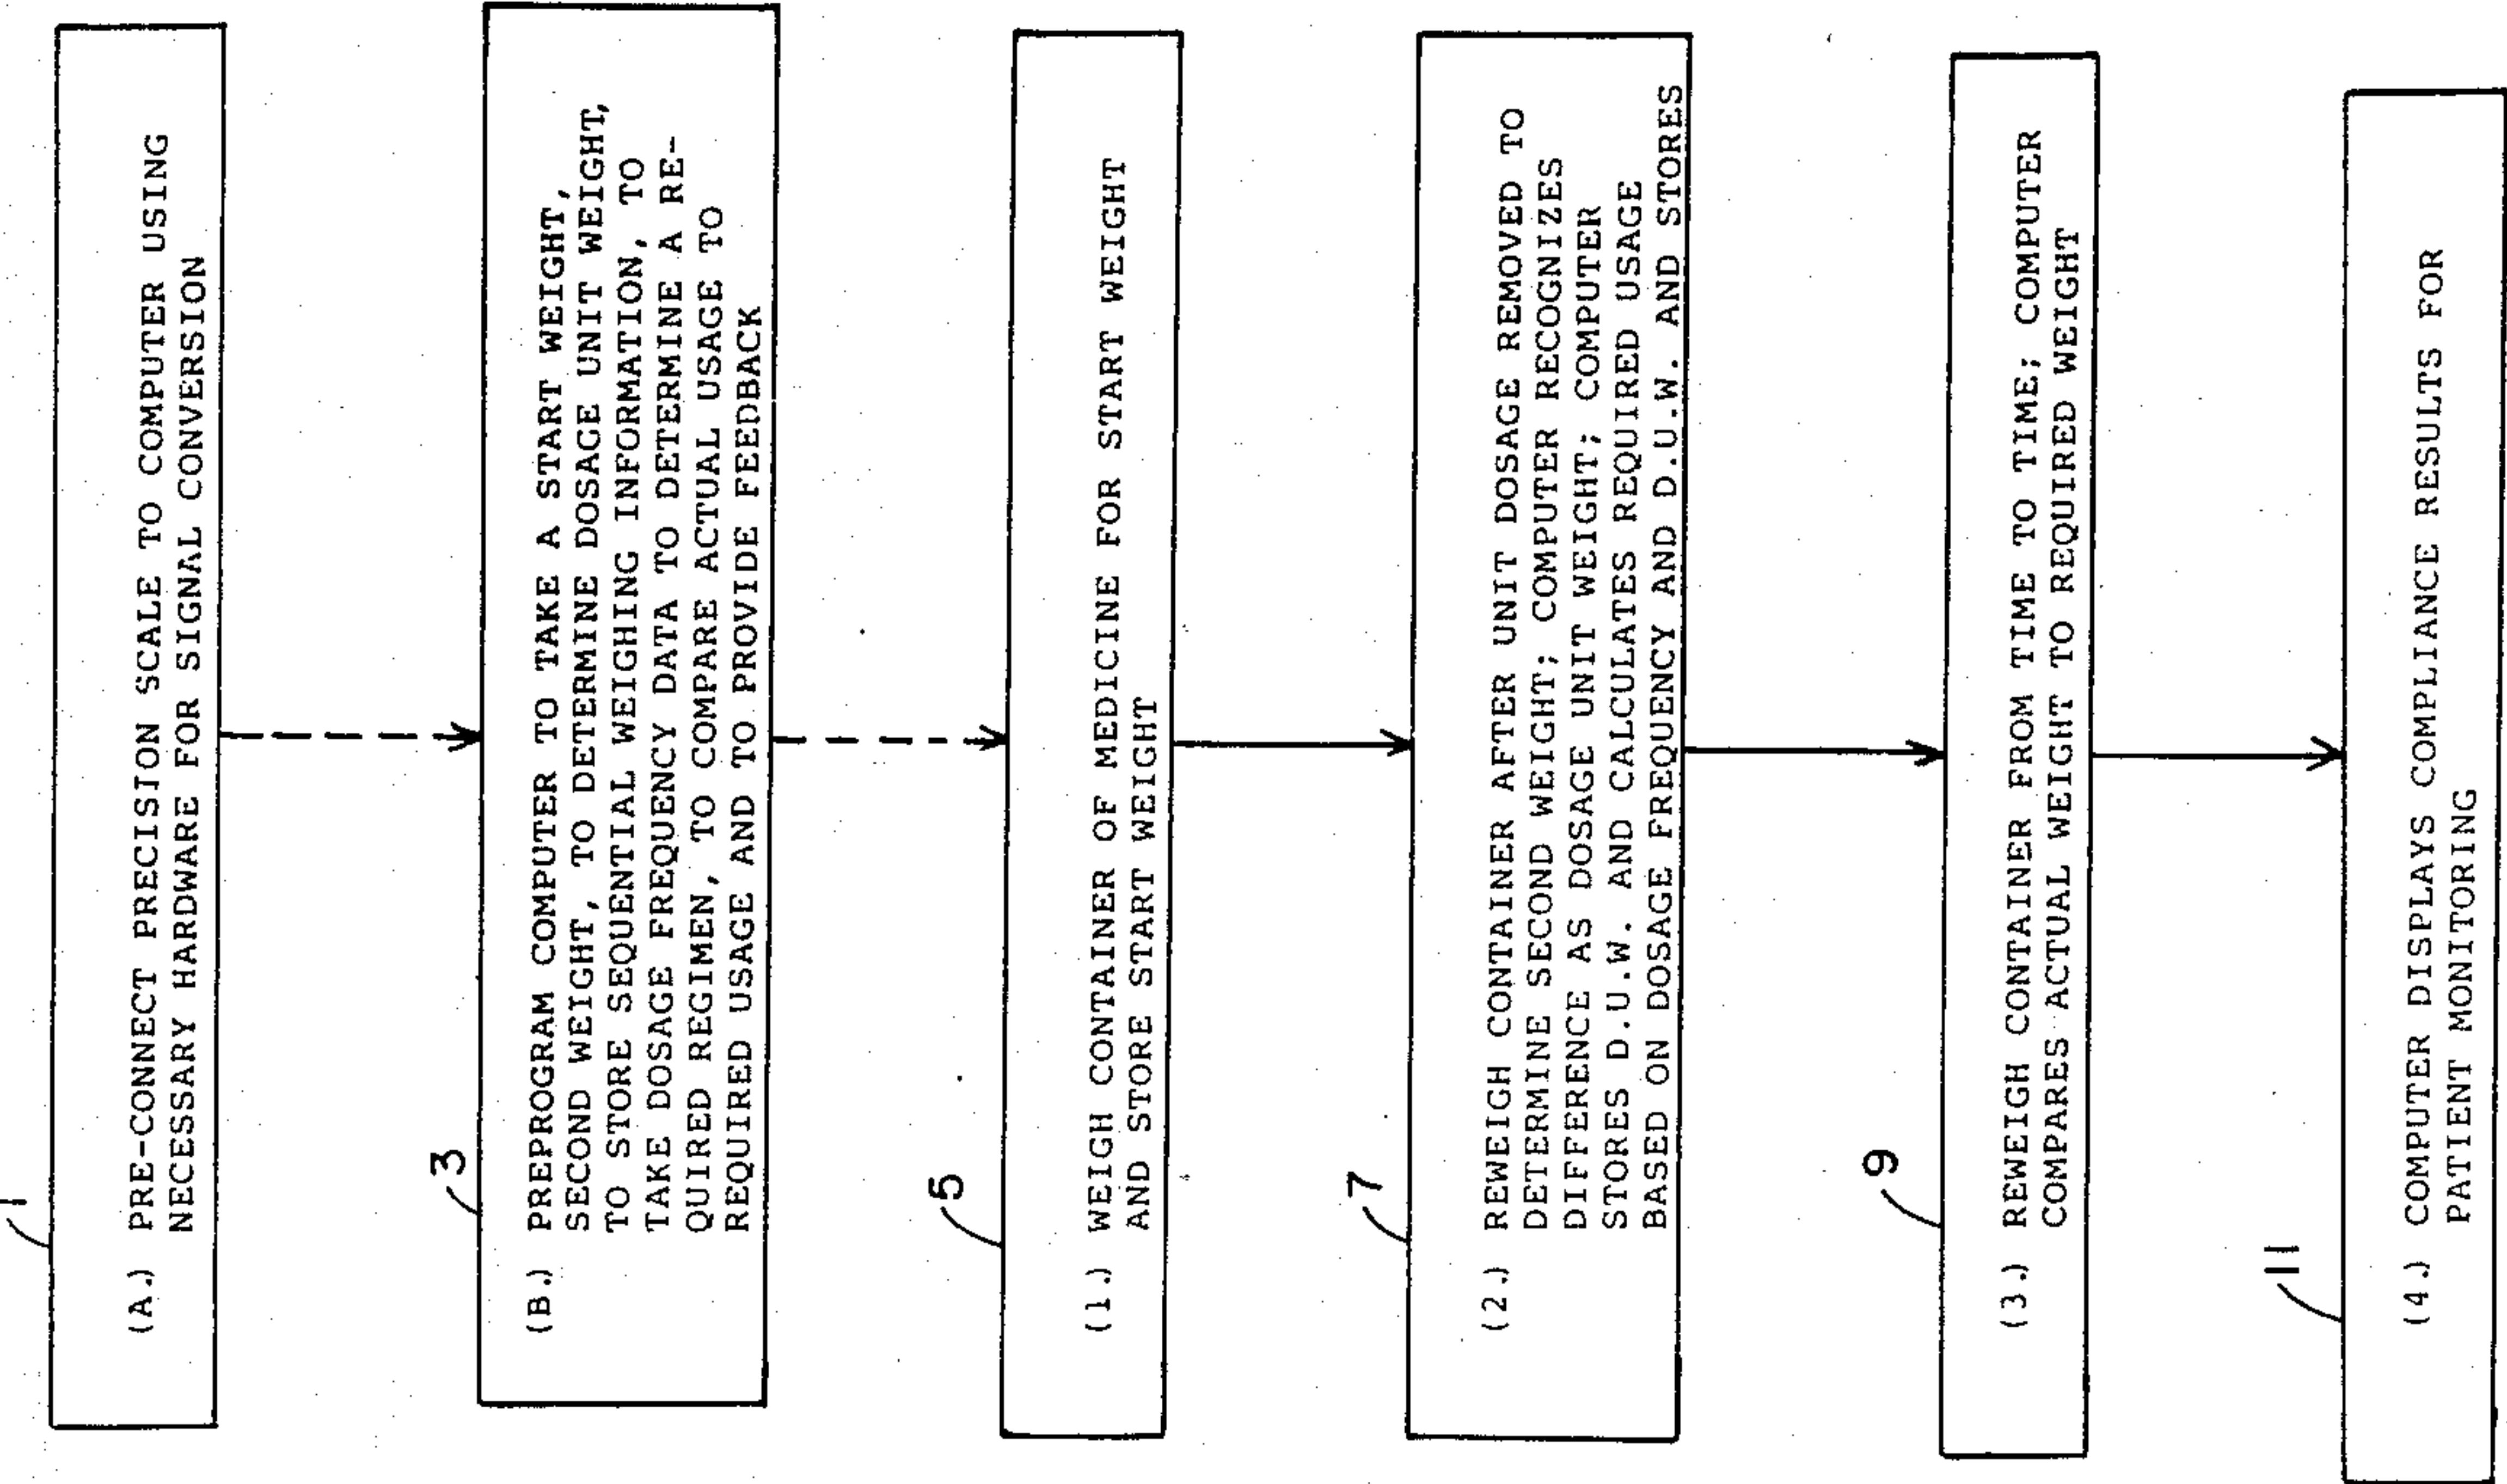 1
(A.) PRE-CONNECT PRECISION SCALE TO COMPUTER USING
NECESSARY HARDWARE FOR SIGNAL CONVERSION
3
(B.) PREPROGRAM COMPUTER TO TAKE A START WEIGHT,
SECOND WEIGHT, TO DETERMINE DOSAGE UNIT WEIGHT,
TO STORE SEQUENTIAL WEIGHING INFORMATION, TO
TAKE DOSAGE FREQUENCY DATA TO DETERMINE A RE-
QUIRED REGIMEN, TO COMPARE ACTUAL USAGE TO
REQUIRED USAGE AND TO PROVIDE FEEDBACK
5
(1.) WEIGH CONTAINER OF MEDICINE FOR START WEIGHT
AND STORE START WEIGHT
7
(2.) REWEIGH CONTAINER AFTER UNIT DOSAGE REMOVED TO
DETERMINE SECOND WEIGHT; COMPUTER RECOGNIZES
DIFFERENCE AS DOSAGE UNIT WEIGHT; COMPUTER
STORES D.U.W. AND CALCULATES REQUIRED USAGE
BASED ON DOSAGE FREQUENCY AND D.U.W. AND STORES
9
(3.) REWEIGH CONTAINER FROM TIME TO TIME; COMPUTER
COMPARES ACTUAL WEIGHT TO REQUIRED WEIGHT
11
(4.) COMPUTER DISPLAYS COMPLIANCE RESULTS FOR
PATIENT MONITORING